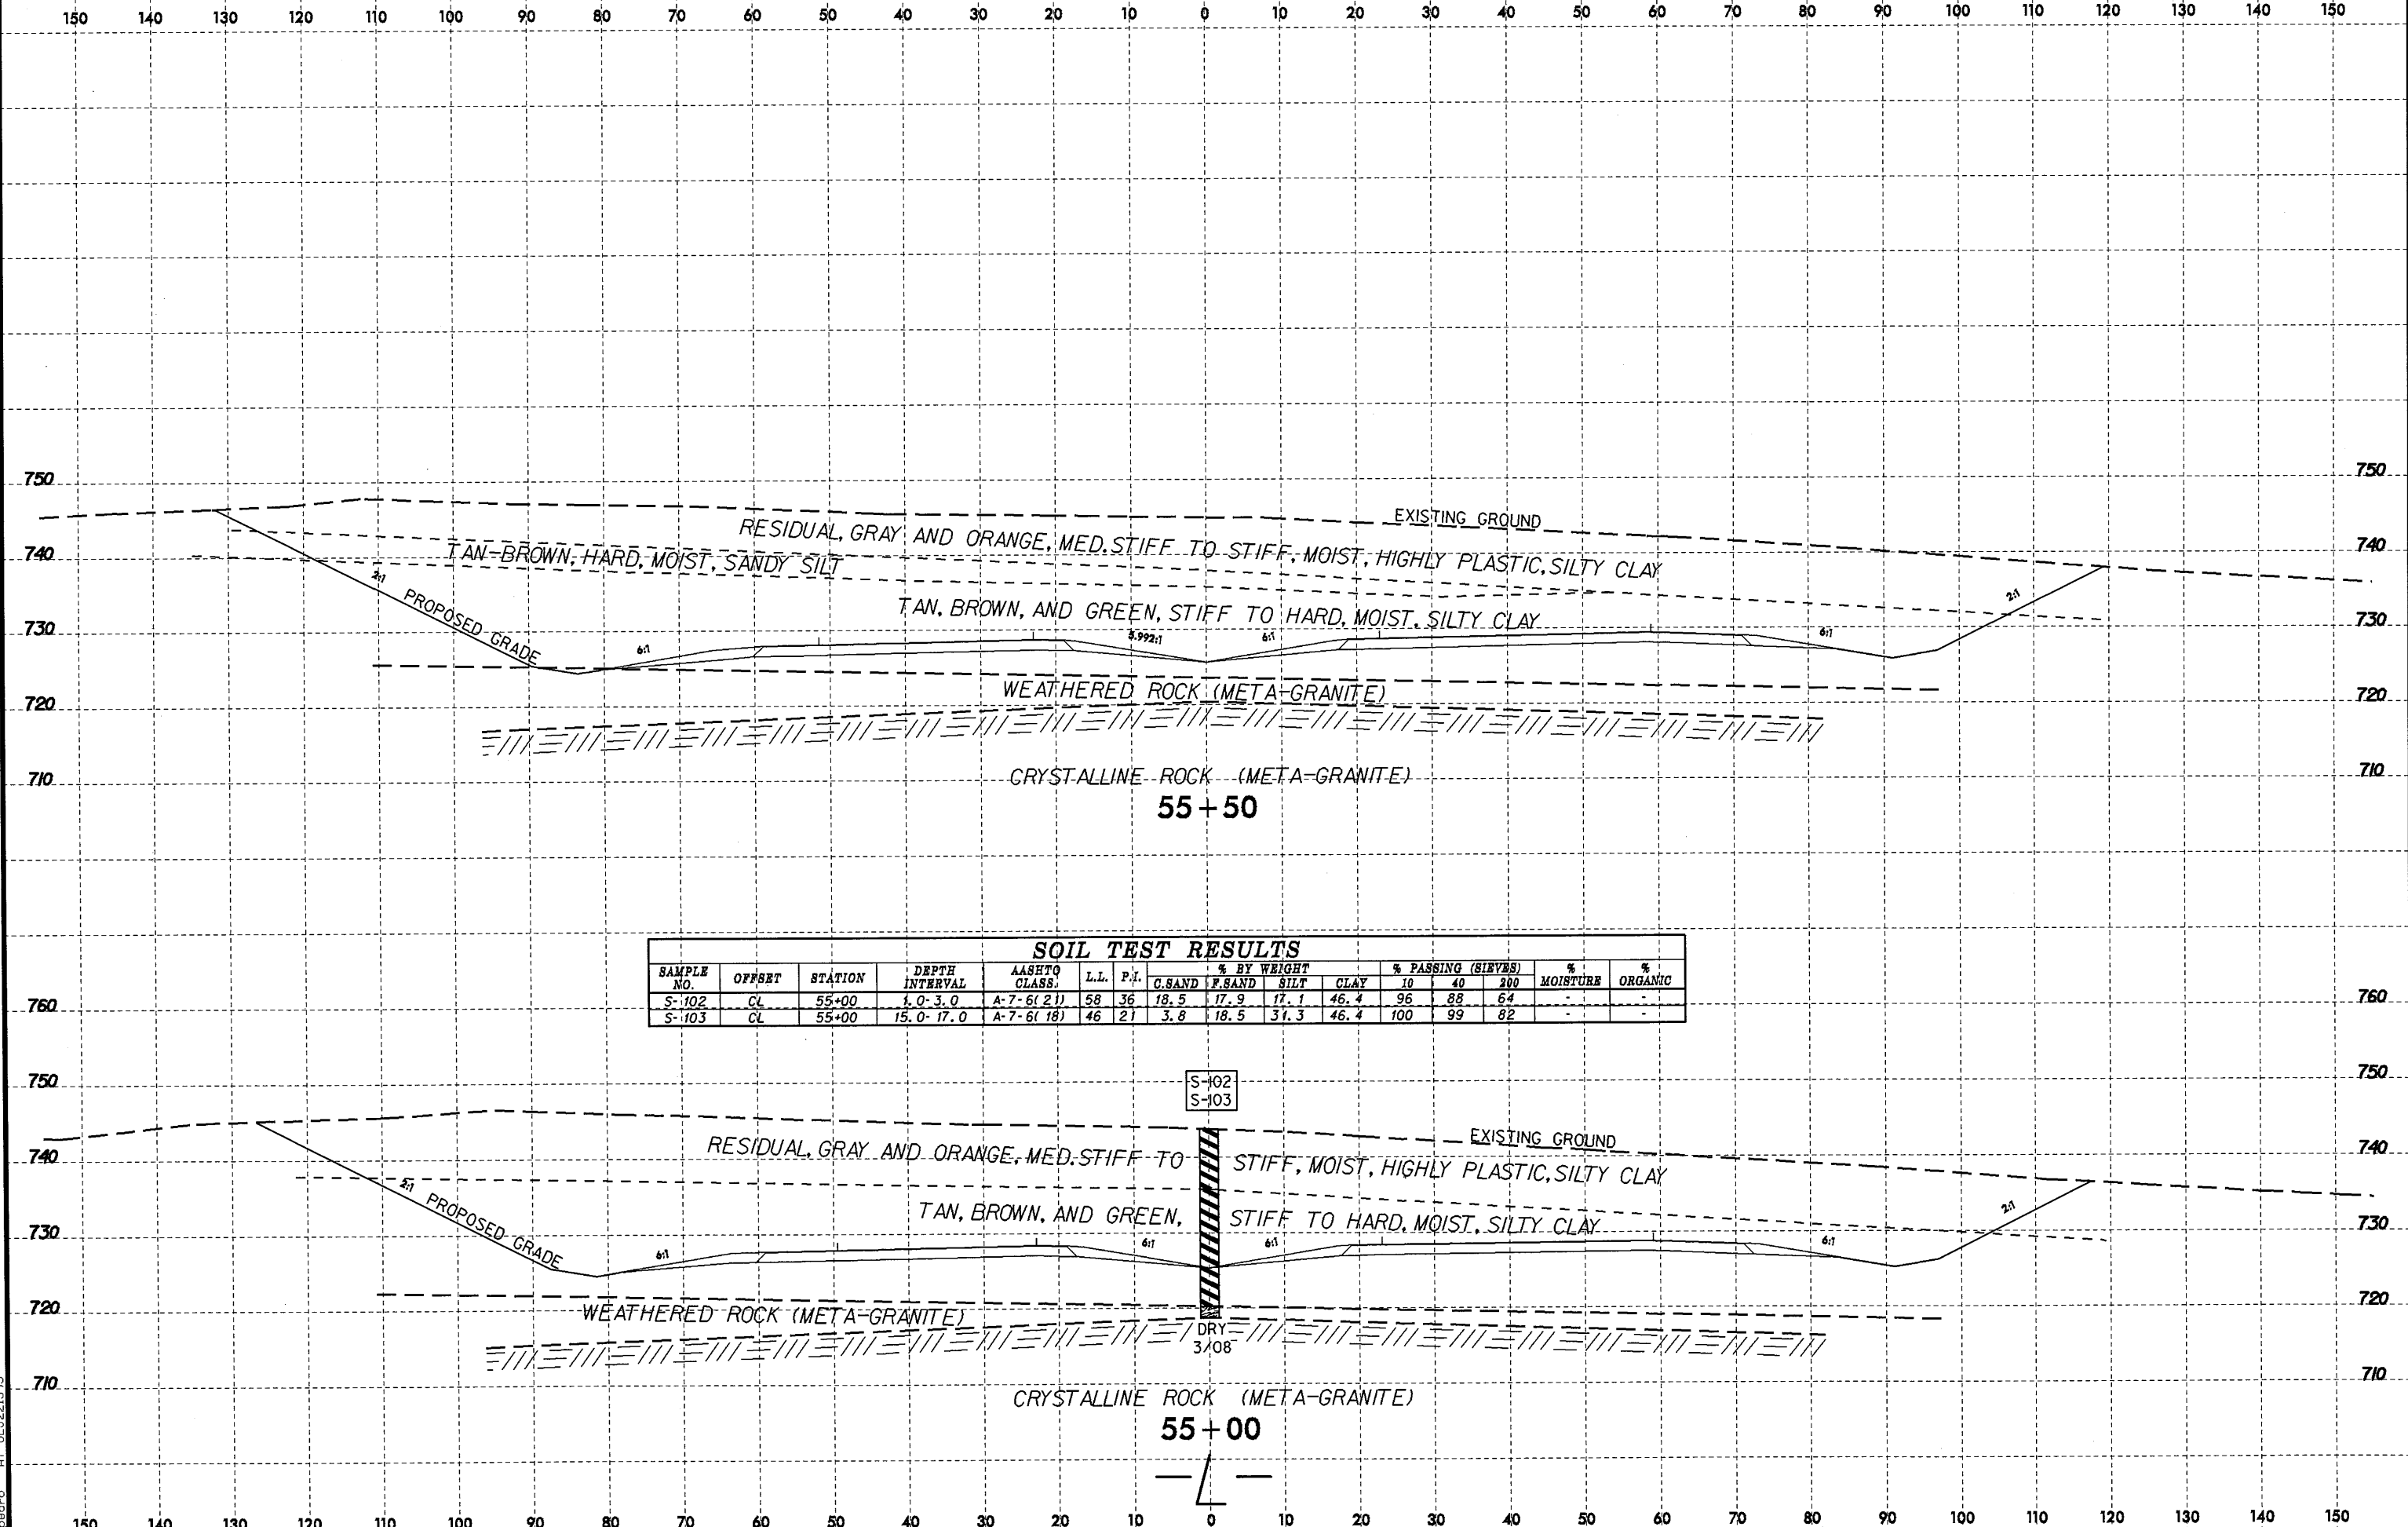 150 140 130 120 110 100 90 80 70 60 50 40 30 20 10 0 10 20 30 40 50 60 70 80 90 100 110 120 130 140 150
750 750
EXISTING GROUND
RESIDUAL, GRAY AND ORANGE, MED. STIFF TO STIFF, MOIST, HIGHLY PLASTIC, SILTY CLAY
740 740
TAN-BROWN, HARD, MOIST, SANDY SILT
2:1 2:1
PROPOSED GRADE
TAN, BROWN, AND GREEN, STIFF TO HARD, MOIST, SILTY CLAY
730 730
6:1 5.992:1 6:1 6:1
WEATHERED ROCK (META-GRANITE)
720 720
710 710
CRYSTALLINE ROCK (META-GRANITE)
55+50
SOIL TEST RESULTS
SAMPLE NO. OFFSET STATION DEPTH INTERVAL AASHTO CLASS. L.L. P.I. % BY WEIGHT C.SAND F.SAND SILT CLAY % PASSING (SIEVES) 10 40 200 % MOISTURE % ORGANIC
S-102 CL 55+00 1.0-3.0 A-7-6(21) 58 36 18.5 17.9 17.1 46.4 96 88 64 - -
S-103 CL 55+00 15.0-17.0 A-7-6(18) 46 21 3.8 18.5 31.3 46.4 100 99 82 - -
760 760
750 750
S-102
S-103
EXISTING GROUND
740 740
RESIDUAL, GRAY AND ORANGE, MED. STIFF TO STIFF, MOIST, HIGHLY PLASTIC, SILTY CLAY
2:1 2:1
PROPOSED GRADE
TAN, BROWN, AND GREEN, STIFF TO HARD, MOIST, SILTY CLAY
730 730
6:1 6:1 6:1 6:1
720 720
WEATHERED ROCK (META-GRANITE)
DRY
3/08
710 710
CRYSTALLINE ROCK (META-GRANITE)
55+00
-L-
150 140 130 120 110 100 90 80 70 60 50 40 30 20 10 0 10 20 30 40 50 60 70 80 90 100 110 120 130 140 150